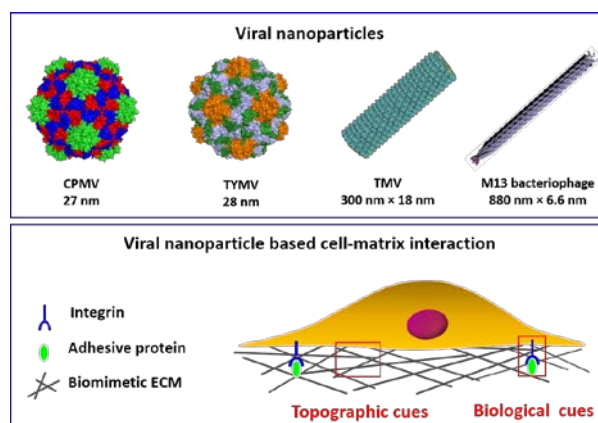 Viral nanoparticles
CPMV
27 nm
TYMV
28 nm
TMV
300 nm × 18 nm
M13 bacteriophage
880 nm × 6.6 nm
Viral nanoparticle based cell-matrix interaction
Integrin
Adhesive protein
Biomimetic ECM
Topographic cues
Biological cues